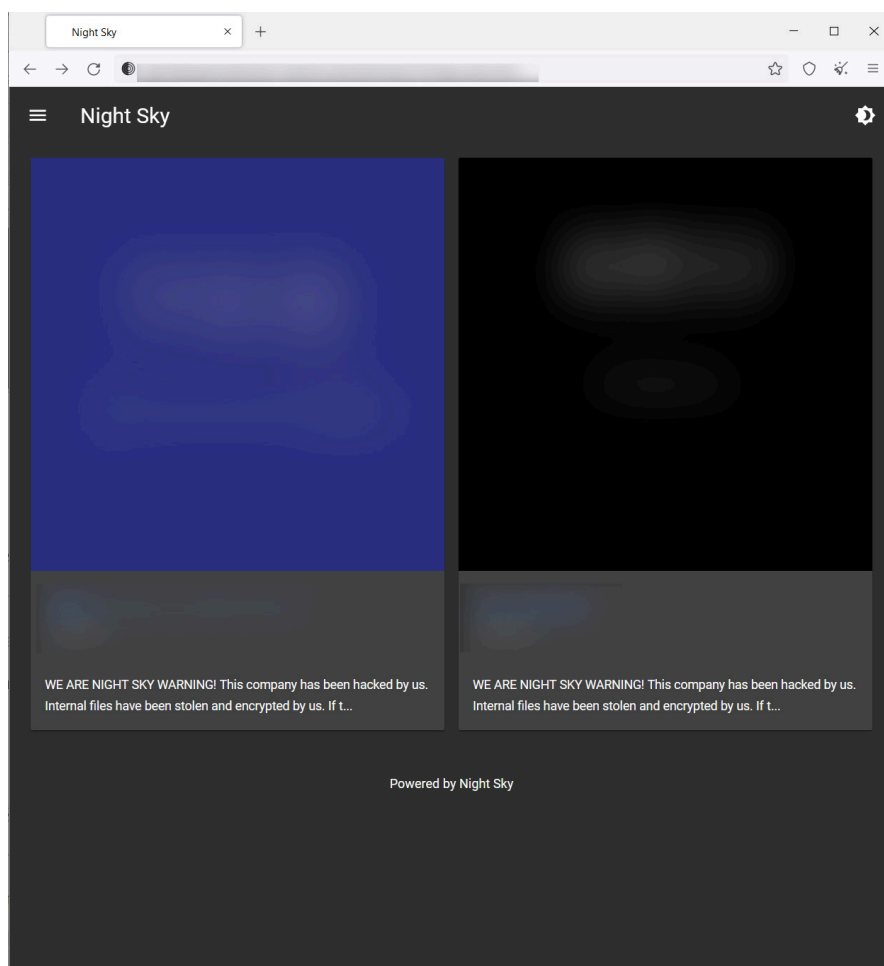 Night Sky
Night Sky
WE ARE NIGHT SKY WARNING! This company has been hacked by us.
Internal files have been stolen and encrypted by us. If t...
WE ARE NIGHT SKY WARNING! This company has been hacked by us.
Internal files have been stolen and encrypted by us. If t...
Powered by Night Sky